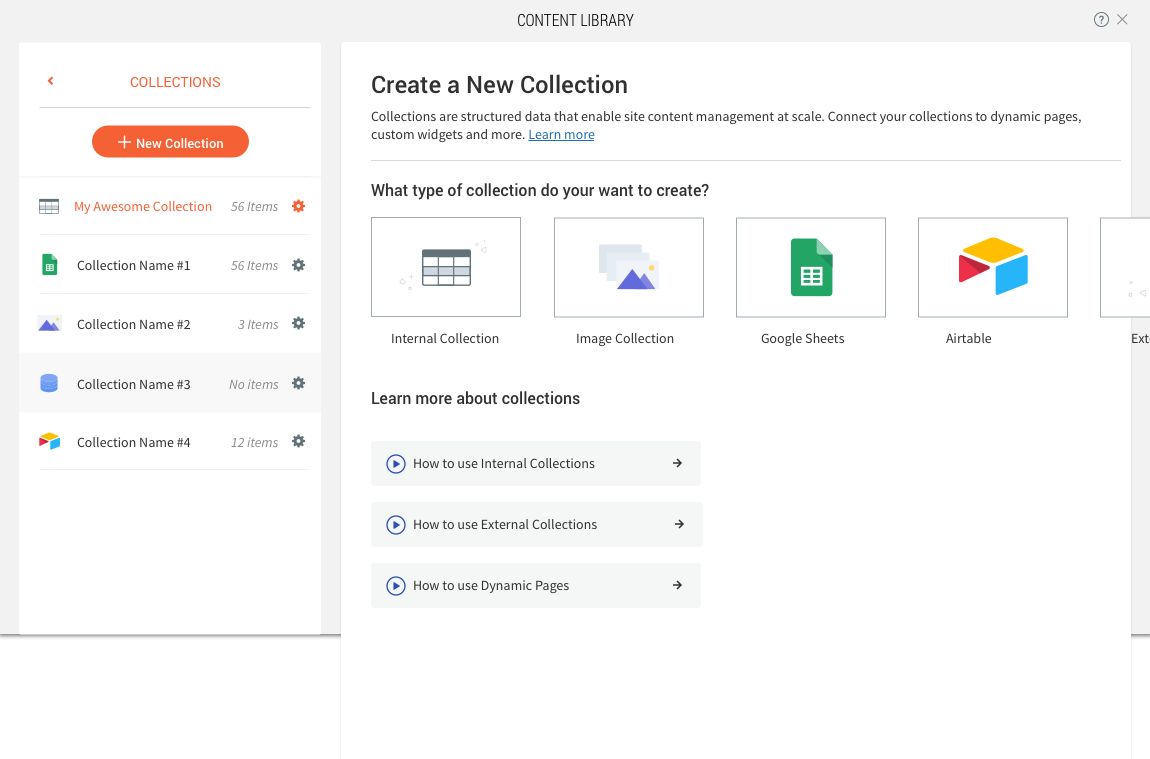 CONTENT LIBRARY
COLLECTIONS
New Collection
My Awesome Collection 56 Items
Collection Name #1 56 Items
Collection Name #2 3 Items
Collection Name #3 No items
Collection Name #4 12 items
Create a New Collection
Collections are structured data that enable site content management at scale. Connect your collections to dynamic pages,
custom widgets and more. Learn more
What type of collection do your want to create?
Internal Collection Image Collection Google Sheets Airtable Ext
Learn more about collections
How to use Internal Collections
How to use External Collections
How to use Dynamic Pages